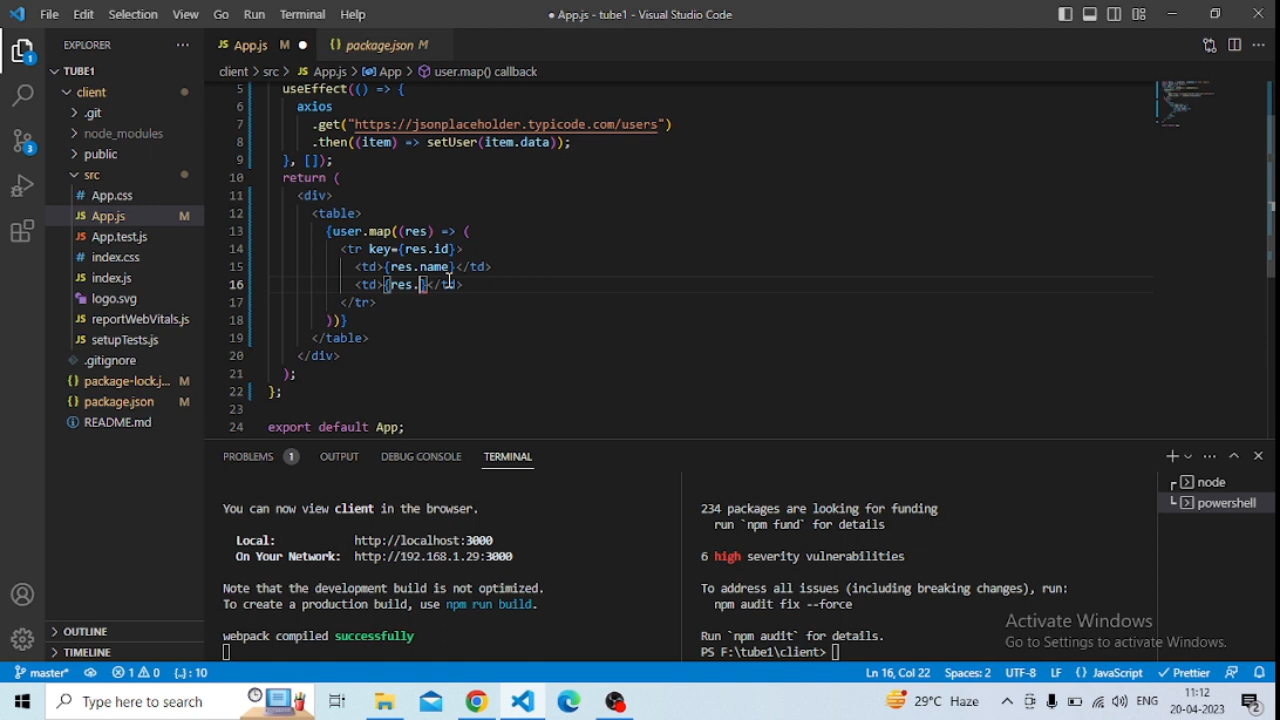 File Edit Selection View Go Run Terminal Help
● App.js - tube1 - Visual Studio Code
EXPLORER
JS App.js M
{} package.json M
TUBE1
client
.git
node_modules
public
src
# App.css
JS App.js M
JS App.test.js
# index.css
JS index.js
logo.svg
JS reportWebVitals.js
JS setupTests.js
.gitignore
{} package-lock.j... M
{} package.json M
README.md
OUTLINE
TIMELINE
client > src > JS App.js > App > user.map() callback
5 useEffect(() => {
6 axios
7 .get("https://jsonplaceholder.typicode.com/users")
8 .then((item) => setUser(item.data));
9 }, []);
10 return (
11 <div>
12 <table>
13 {user.map((res) => (
14 <tr key={res.id}>
15 <td>{res.name}</td>
16 <td>{res.}</td>
17 </tr>
18 ))}
19 </table>
20 </div>
21 );
22 };
23
24 export default App;
PROBLEMS 1 OUTPUT DEBUG CONSOLE TERMINAL
You can now view client in the browser.
Local: http://localhost:3000
On Your Network: http://192.168.1.29:3000
Note that the development build is not optimized.
To create a production build, use npm run build.
webpack compiled successfully
234 packages are looking for funding
run `npm fund` for details
6 high severity vulnerabilities
To address all issues (including breaking changes), run:
npm audit fix --force
Run `npm audit` for details.
PS F:\tube1\client>
node
powershell
Activate Windows
Go to Settings to activate Windows.
1
3
master* 1 0 {..}: 10
Ln 16, Col 22 Spaces: 2 UTF-8 LF {} JavaScript Prettier
Type here to search
29°C Haze
ENG
11:12
20-04-2023
2